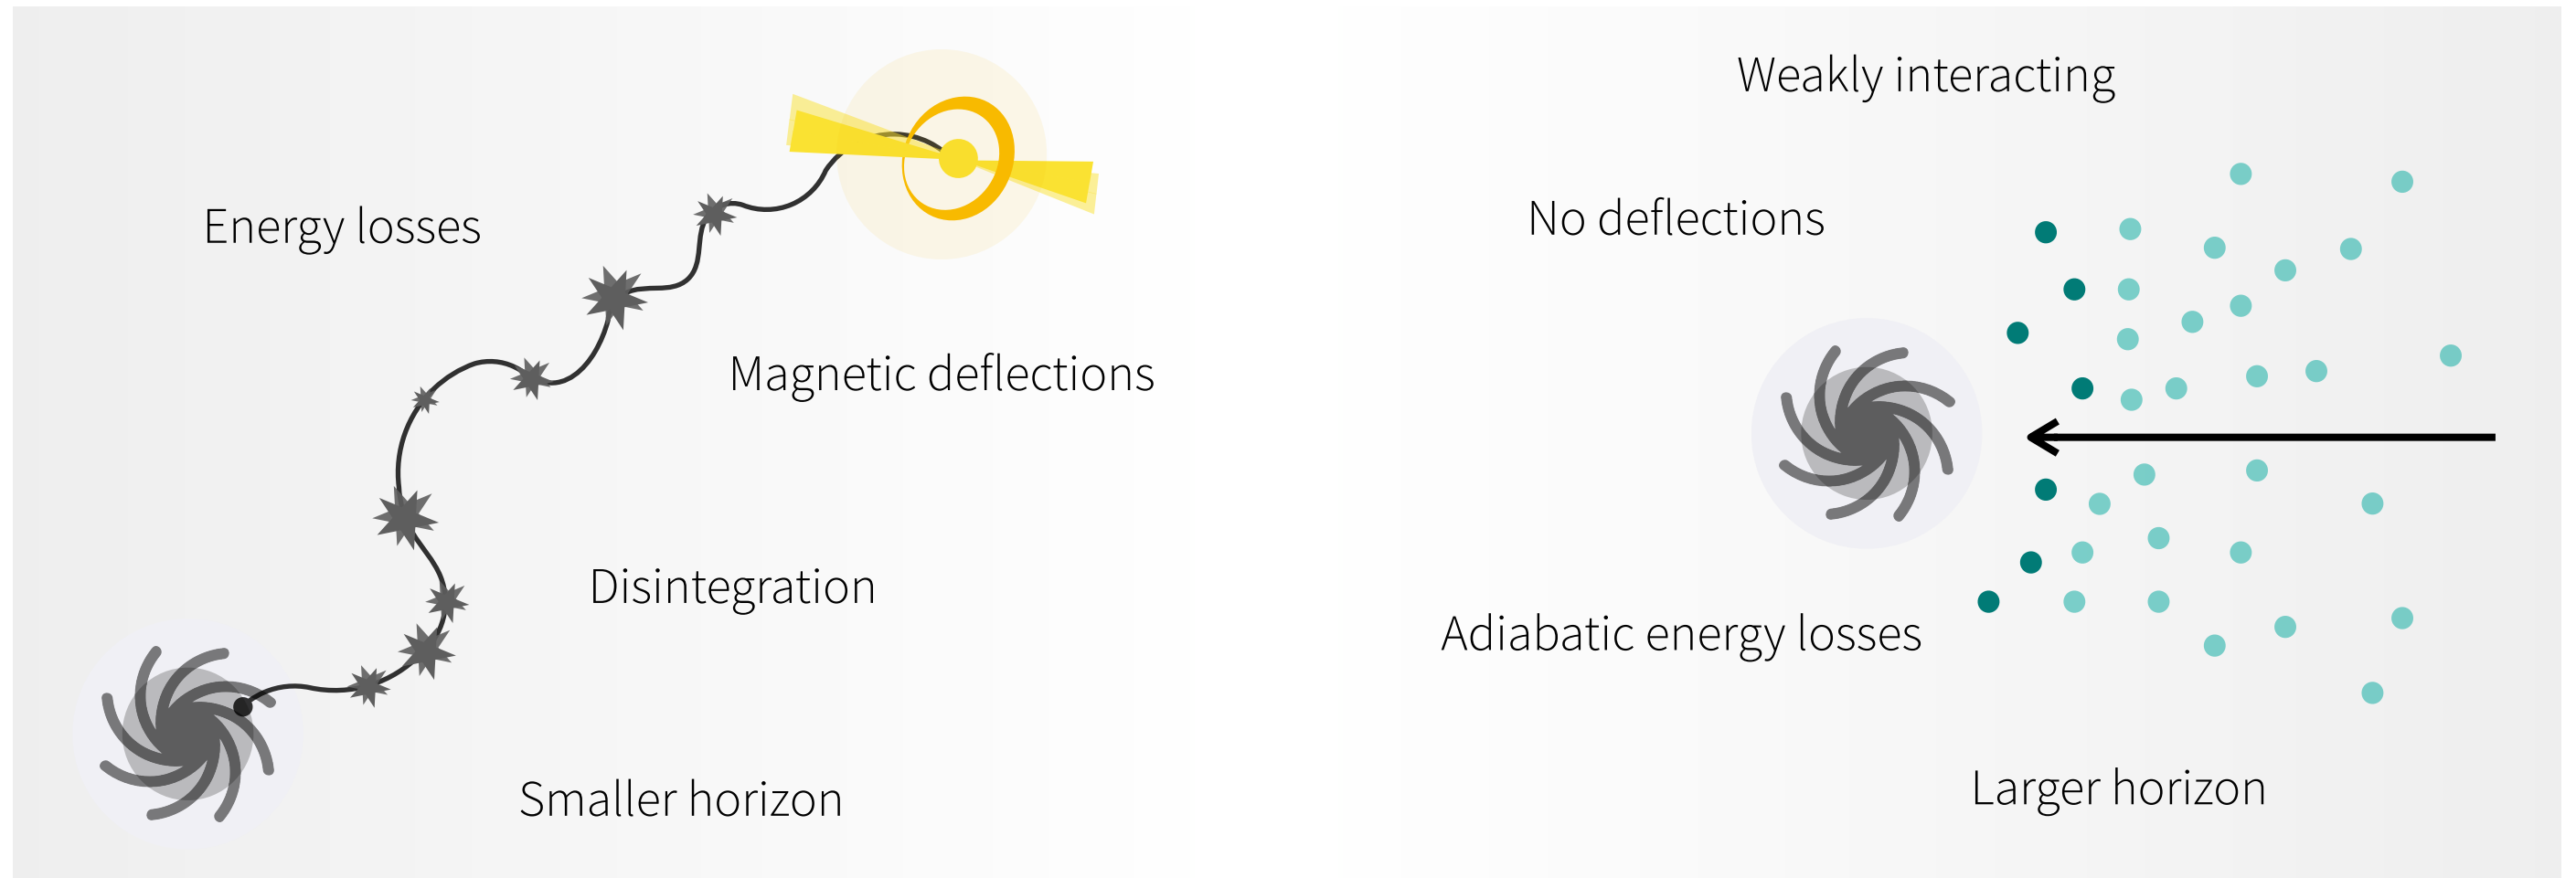 Energy losses
Magnetic deflections
Disintegration
Smaller horizon
Weakly interacting
No deflections
Adiabatic energy losses
Larger horizon